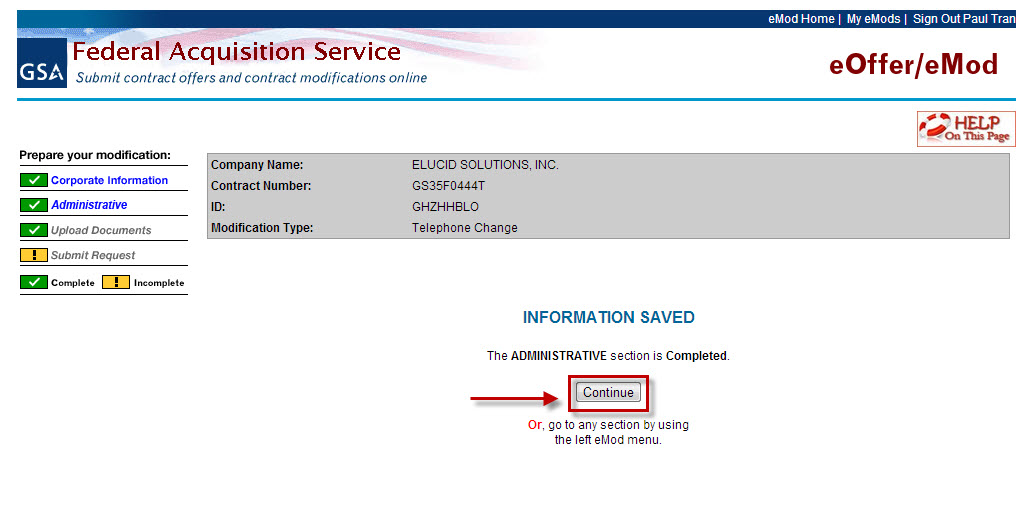 eMod Home | My eMods | Sign Out Paul Tran
GSA
Federal Acquisition Service
Submit contract offers and contract modifications online
eOffer/eMod
HELP
On This Page
Prepare your modification:
Corporate Information
Administrative
Upload Documents
! Submit Request
Complete ! Incomplete
Company Name: ELUCID SOLUTIONS, INC.
Contract Number: GS35F0444T
ID: GHZHHBLO
Modification Type: Telephone Change
INFORMATION SAVED
The ADMINISTRATIVE section is Completed.
Continue
Or, go to any section by using
the left eMod menu.